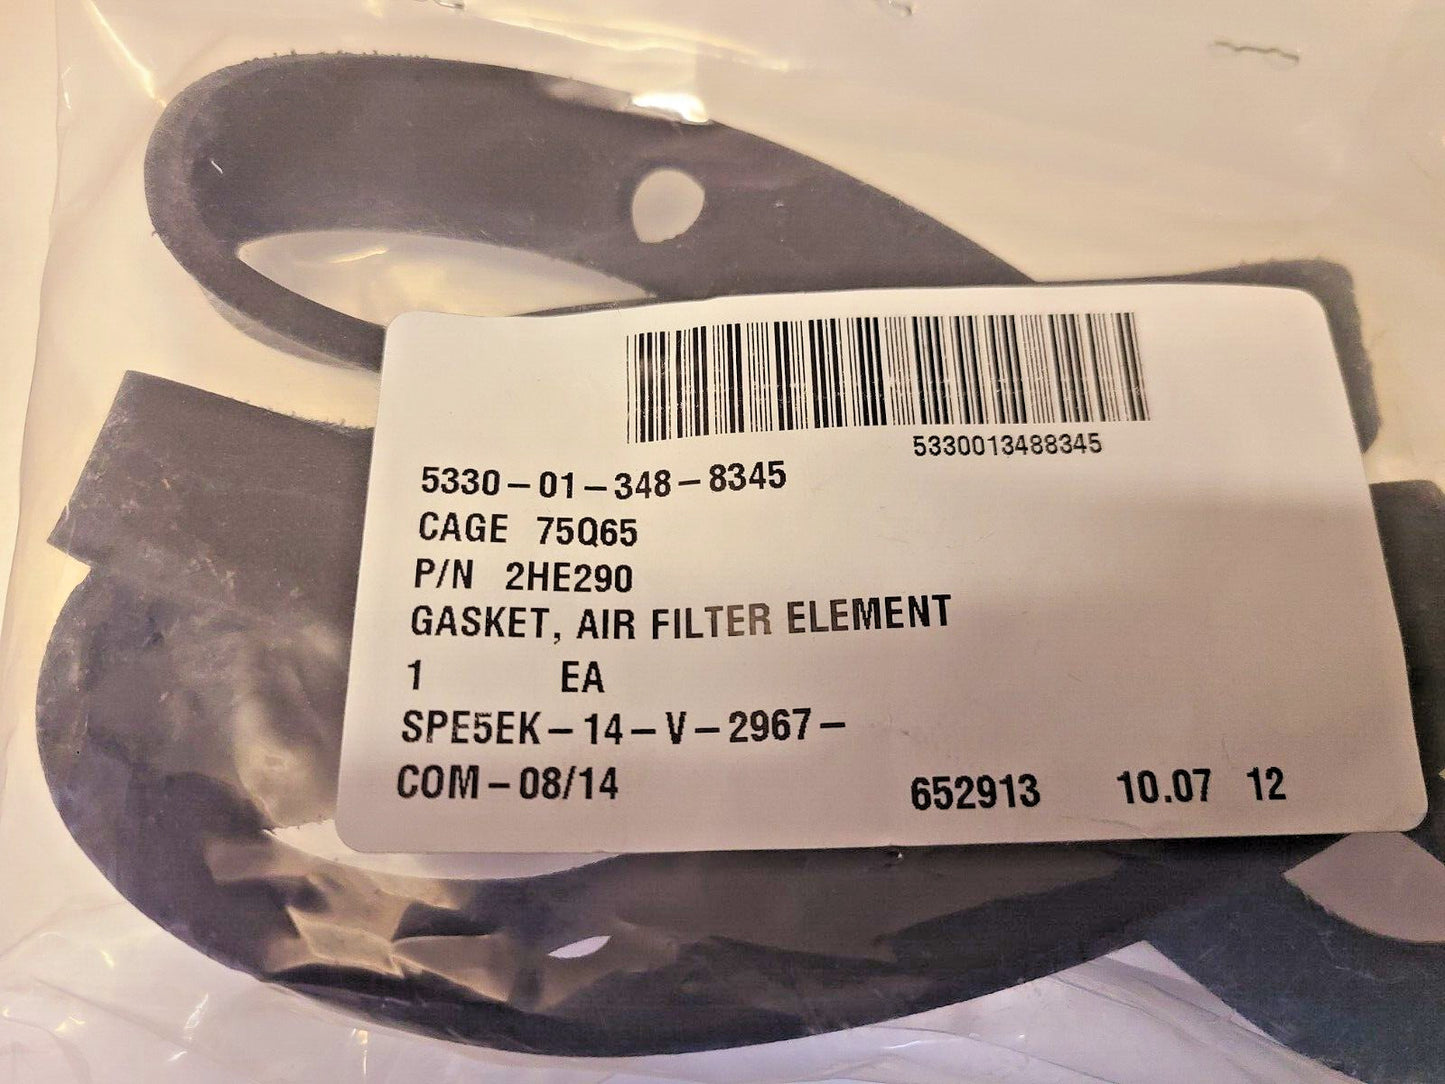 5330013488345
5330-01-348-8345
CAGE 75Q65
P/N 2HE290
GASKET, AIR FILTER ELEMENT
1 EA
SPE5EK-14-V-2967-
COM-08/14 652913 10.07 12